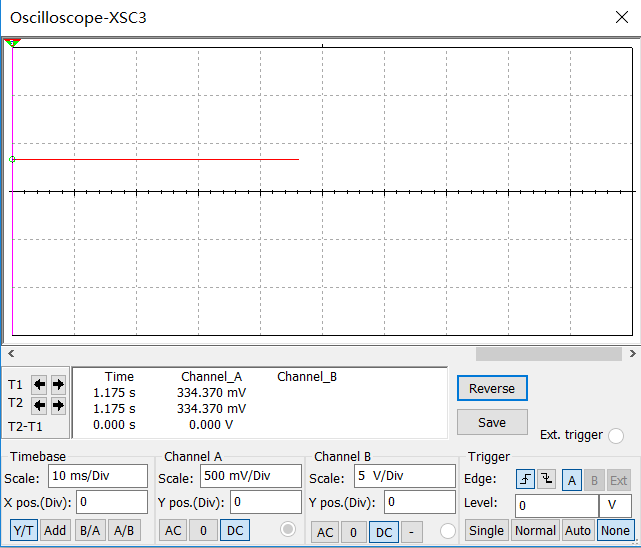 Oscilloscope-XSC3
Time Channel_A Channel_B
T1 1.175 s 334.370 mV
T2 1.175 s 334.370 mV
T2-T1 0.000 s 0.000 V
Reverse
Save
Ext. trigger
Timebase Channel A Channel B Trigger
Scale: 10 ms/Div Scale: 500 mV/Div Scale: 5 V/Div Edge: A B Ext
X pos.(Div): 0 Y pos.(Div): 0 Y pos.(Div): 0 Level: 0 V
Y/T Add B/A A/B AC 0 DC AC 0 DC - Single Normal Auto None